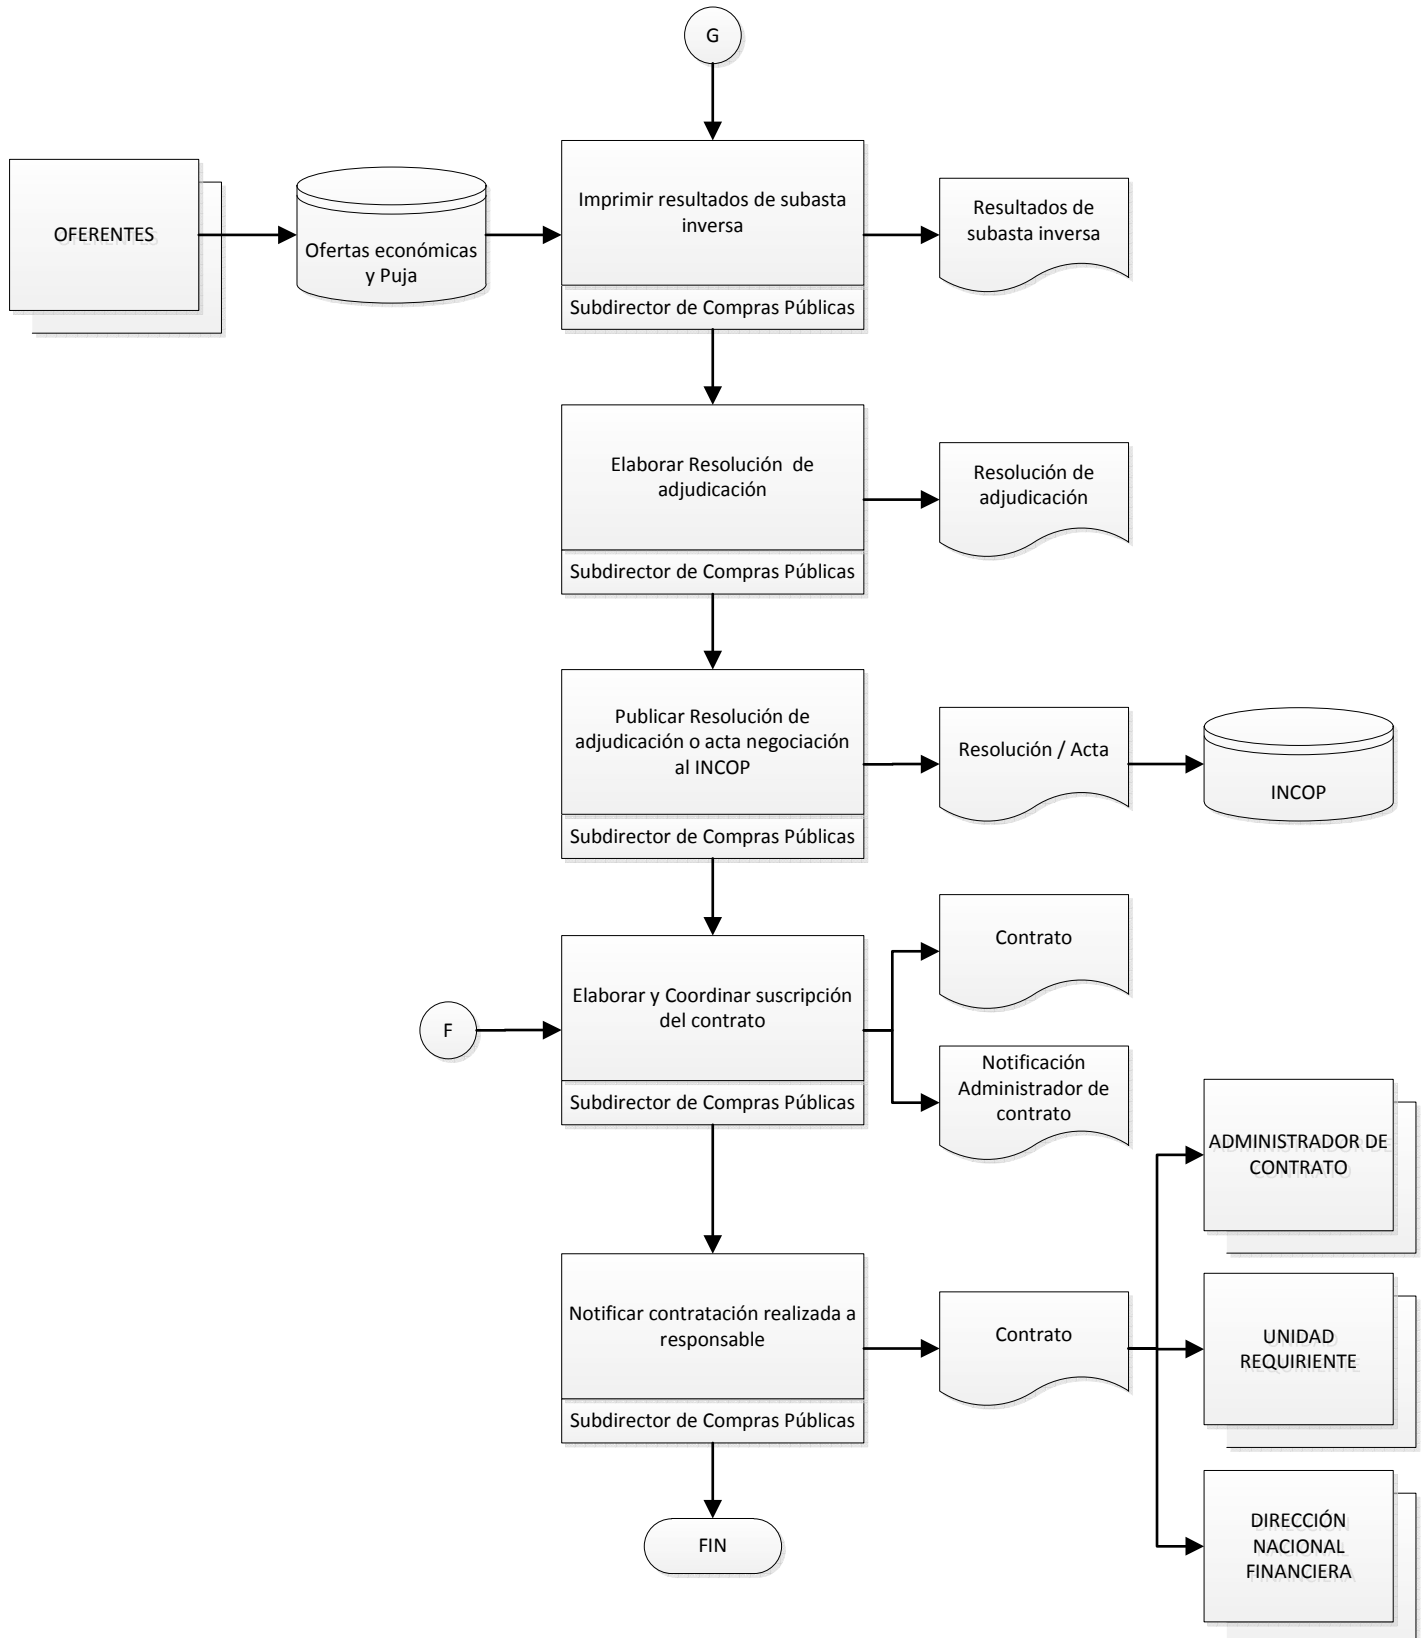 G
OFERENTES
Ofertas económicas
y Puja
Imprimir resultados de subasta
inversa
Subdirector de Compras Públicas
Resultados de
subasta inversa
Elaborar Resolución de
adjudicación
Subdirector de Compras Públicas
Resolución de
adjudicación
Publicar Resolución de
adjudicación o acta negociación
al INCOP
Subdirector de Compras Públicas
Resolución / Acta
INCOP
F
Elaborar y Coordinar suscripción
del contrato
Subdirector de Compras Públicas
Contrato
Notificación
Administrador de
contrato
Notificar contratación realizada a
responsable
Subdirector de Compras Públicas
Contrato
ADMINISTRADOR DE
CONTRATO
UNIDAD
REQUIRIENTE
DIRECCIÓN
NACIONAL
FINANCIERA
FIN